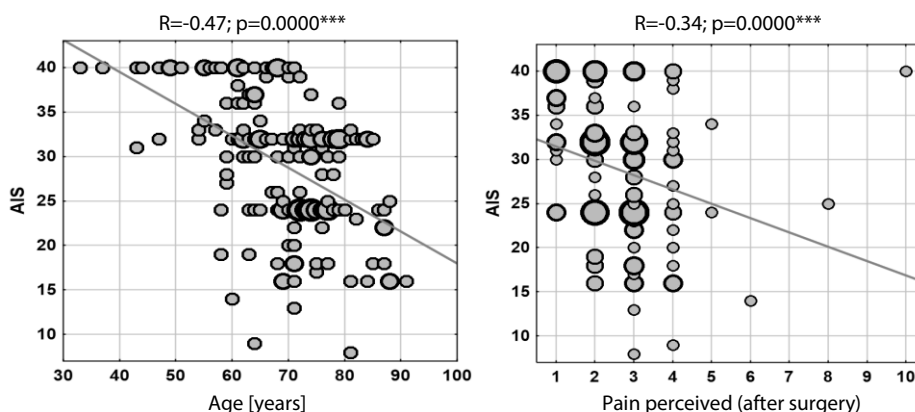 R=-0.47; p=0.0000***
40
35
30
25
20
15
10
AIS
30 40 50 60 70 80 90 100
Age [years]
R=-0.34; p=0.0000***
40
35
30
25
20
15
10
AIS
1 2 3 4 5 6 7 8 9 10
Pain perceived (after surgery)